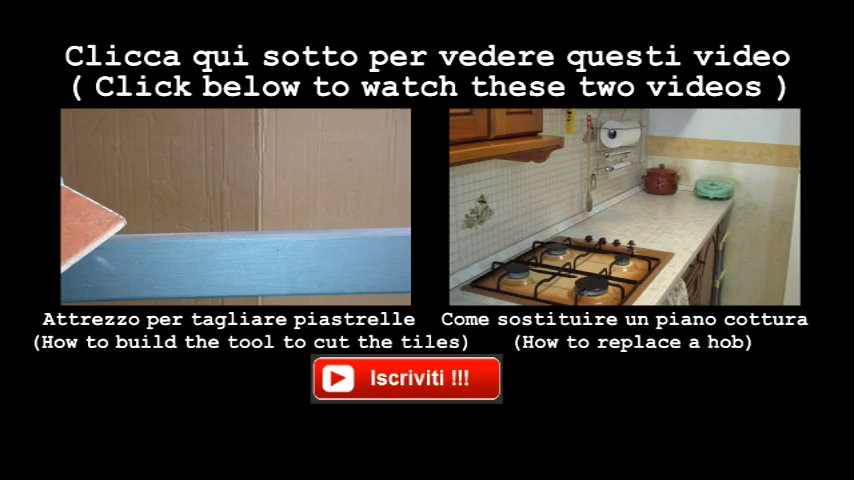 Clicca qui sotto per vedere questi video
( Click below to watch these two videos )
Attrezzo per tagliare piastrelle
(How to build the tool to cut the tiles)
Come sostituire un piano cottura
(How to replace a hob)
Iscriviti !!!